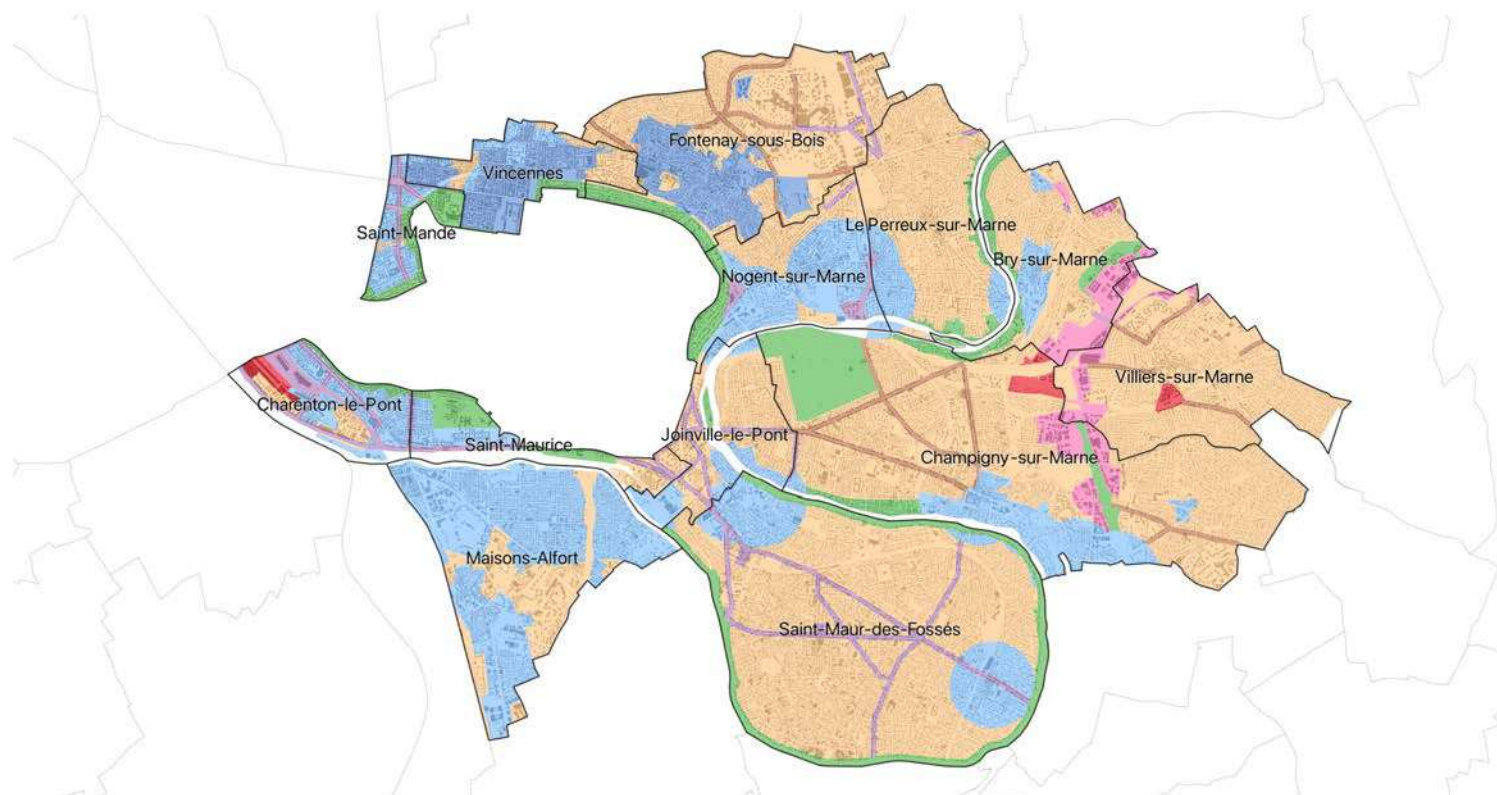 Fontenay-sous-Bois
Vincennes
Le Perreux-sur-Marne
Saint-Mandé
Bry-sur-Marne
Nogent-sur-Marne
Villiers-sur-Marne
Charenton-le-Pont
Joinville-le-Pont
Saint-Maurice
Champigny-sur-Marne
Maisons-Alfort
Saint-Maur-des-Fossés